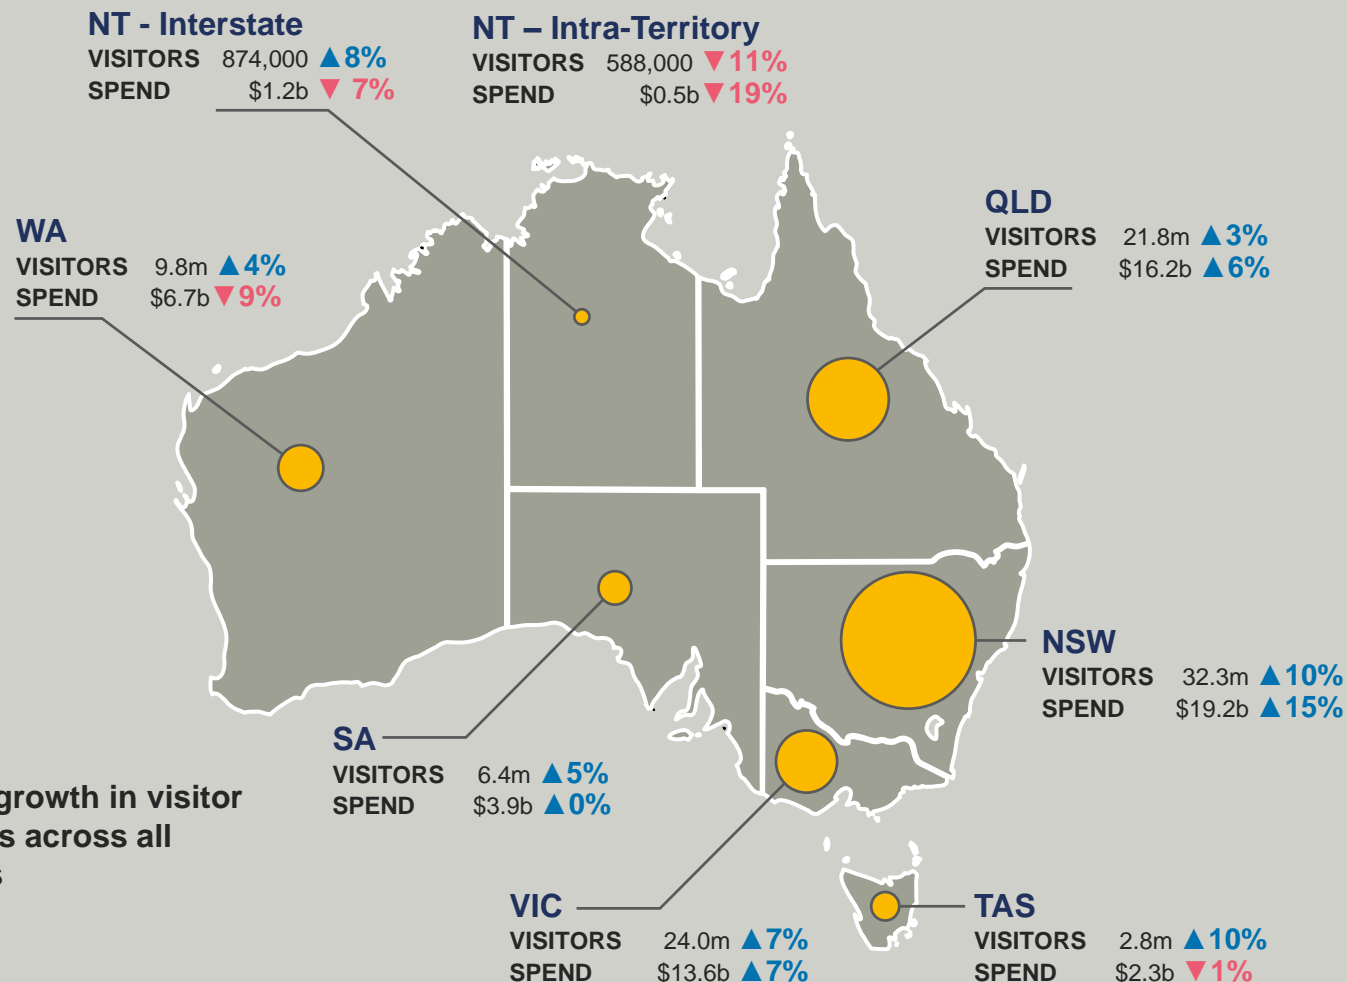 NT - Interstate
VISITORS 874,000 ▲8%
SPEND $1.2b ▼ 7%
NT – Intra-Territory
VISITORS 588,000 ▼11%
SPEND $0.5b ▼19%
WA
VISITORS 9.8m ▲4%
SPEND $6.7b ▼9%
QLD
VISITORS 21.8m ▲3%
SPEND $16.2b ▲6%
NSW
VISITORS 32.3m ▲10%
SPEND $19.2b ▲15%
SA
VISITORS 6.4m ▲5%
SPEND $3.9b ▲0%
growth in visitor
s across all
s
VIC
VISITORS 24.0m ▲7%
SPEND $13.6b ▲7%
TAS
VISITORS 2.8m ▲10%
SPEND $2.3b ▼1%